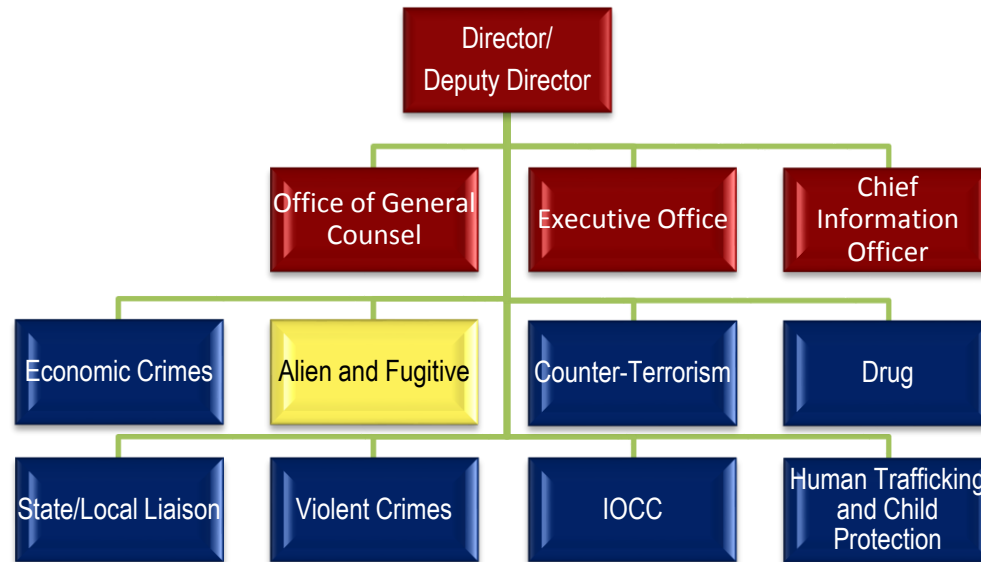 Director/
Deputy Director
Office of General
Counsel
Executive Office
Chief
Information
Officer
Economic Crimes
Alien and Fugitive
Counter-Terrorism
Drug
State/Local Liaison
Violent Crimes
IOCC
Human Trafficking
and Child
Protection